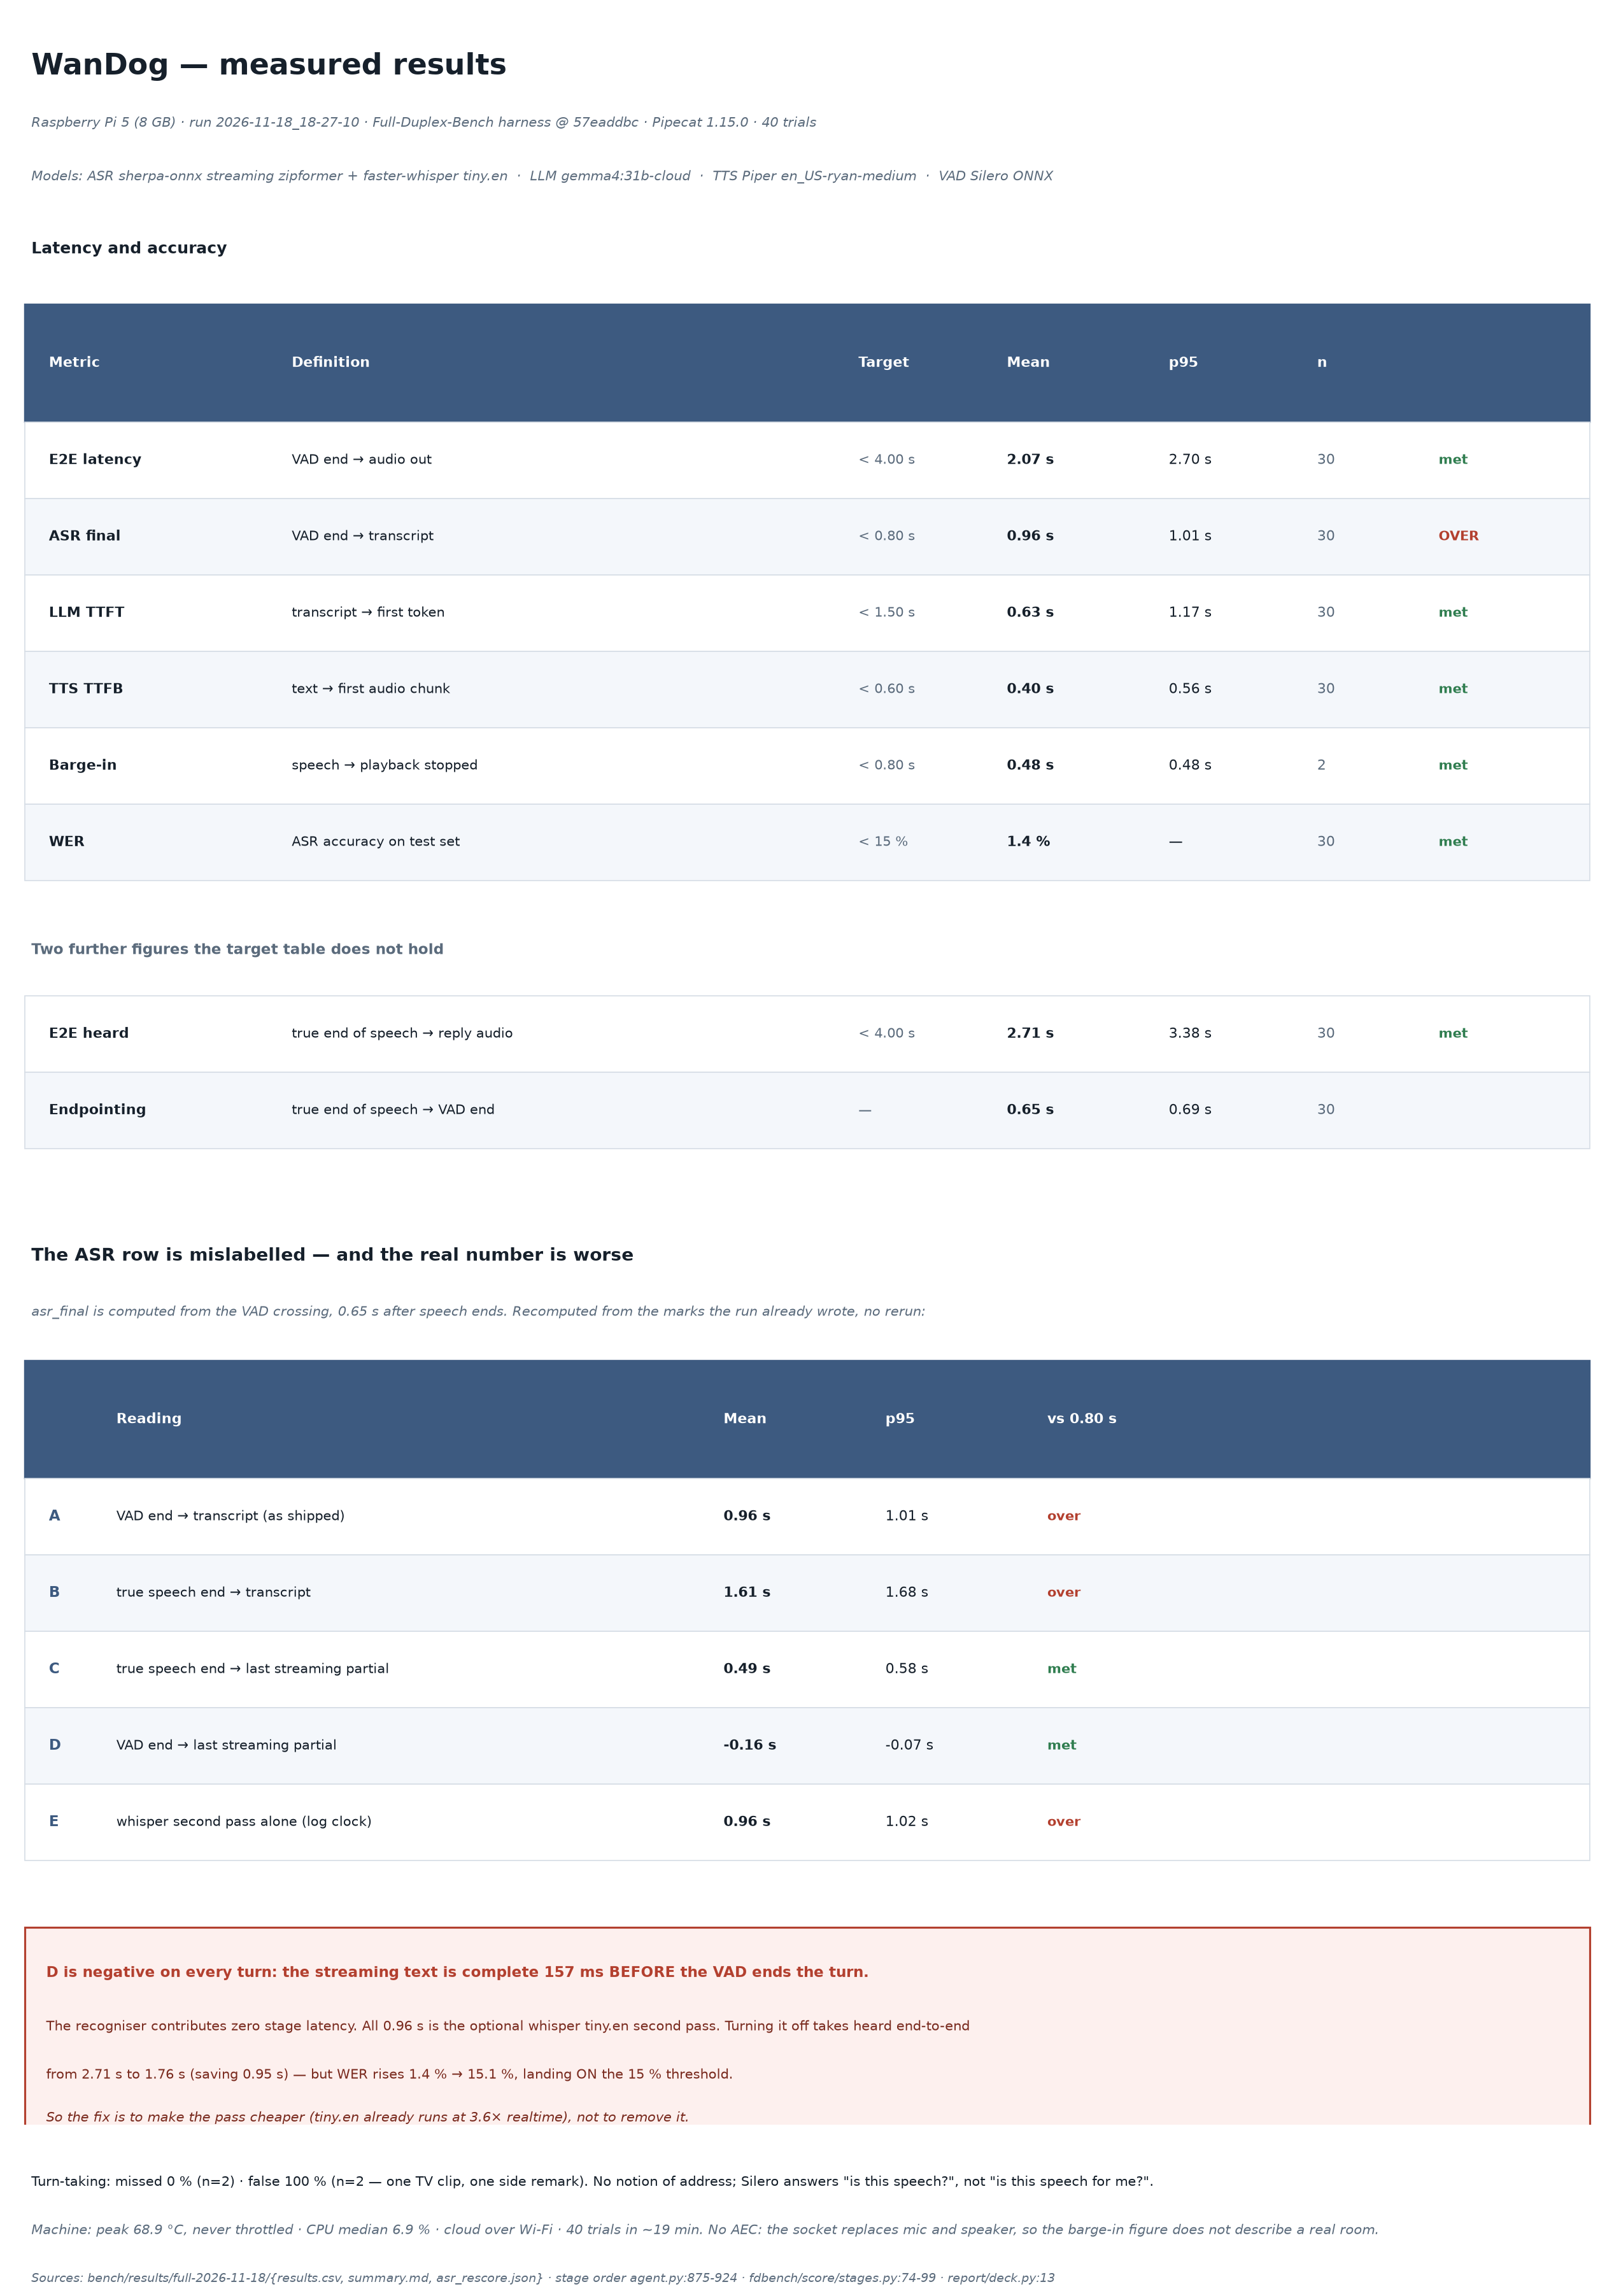 WanDog — measured results
Raspberry Pi 5 (8 GB) · run 2026-11-18_18-27-10 · Full-Duplex-Bench harness @ 57eaddbc · Pipecat 1.15.0 · 40 trials
Models: ASR sherpa-onnx streaming zipformer + faster-whisper tiny.en · LLM gemma4:31b-cloud · TTS Piper en_US-ryan-medium · VAD Silero ONNX
Latency and accuracy
Metric Definition Target Mean p95 n
E2E latency VAD end → audio out < 4.00 s 2.07 s 2.70 s 30 met
ASR final VAD end → transcript < 0.80 s 0.96 s 1.01 s 30 OVER
LLM TTFT transcript → first token < 1.50 s 0.63 s 1.17 s 30 met
TTS TTFB text → first audio chunk < 0.60 s 0.40 s 0.56 s 30 met
Barge-in speech → playback stopped < 0.80 s 0.48 s 0.48 s 2 met
WER ASR accuracy on test set < 15 % 1.4 % — 30 met
Two further figures the target table does not hold
E2E heard true end of speech → reply audio < 4.00 s 2.71 s 3.38 s 30 met
Endpointing true end of speech → VAD end — 0.65 s 0.69 s 30
The ASR row is mislabelled — and the real number is worse
asr_final is computed from the VAD crossing, 0.65 s after speech ends. Recomputed from the marks the run already wrote, no rerun:
Reading Mean p95 vs 0.80 s
A VAD end → transcript (as shipped) 0.96 s 1.01 s over
B true speech end → transcript 1.61 s 1.68 s over
C true speech end → last streaming partial 0.49 s 0.58 s met
D VAD end → last streaming partial -0.16 s -0.07 s met
E whisper second pass alone (log clock) 0.96 s 1.02 s over
D is negative on every turn: the streaming text is complete 157 ms BEFORE the VAD ends the turn.
The recogniser contributes zero stage latency. All 0.96 s is the optional whisper tiny.en second pass. Turning it off takes heard end-to-end
from 2.71 s to 1.76 s (saving 0.95 s) — but WER rises 1.4 % → 15.1 %, landing ON the 15 % threshold.
So the fix is to make the pass cheaper (tiny.en already runs at 3.6× realtime), not to remove it.
Turn-taking: missed 0 % (n=2) · false 100 % (n=2 — one TV clip, one side remark). No notion of address; Silero answers "is this speech?", not "is this speech for me?".
Machine: peak 68.9 °C, never throttled · CPU median 6.9 % · cloud over Wi-Fi · 40 trials in ~19 min. No AEC: the socket replaces mic and speaker, so the barge-in figure does not describe a real room.
Sources: bench/results/full-2026-11-18/{results.csv, summary.md, asr_rescore.json} · stage order agent.py:875-924 · fdbench/score/stages.py:74-99 · report/deck.py:13